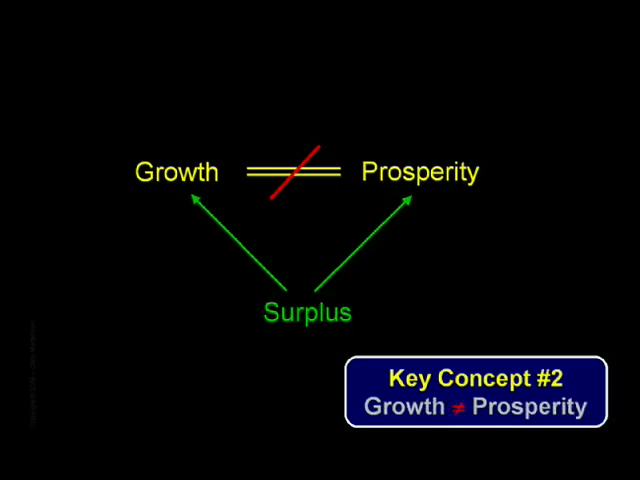 Growth Prosperity
Surplus
Key Concept #2
Growth ≠ Prosperity